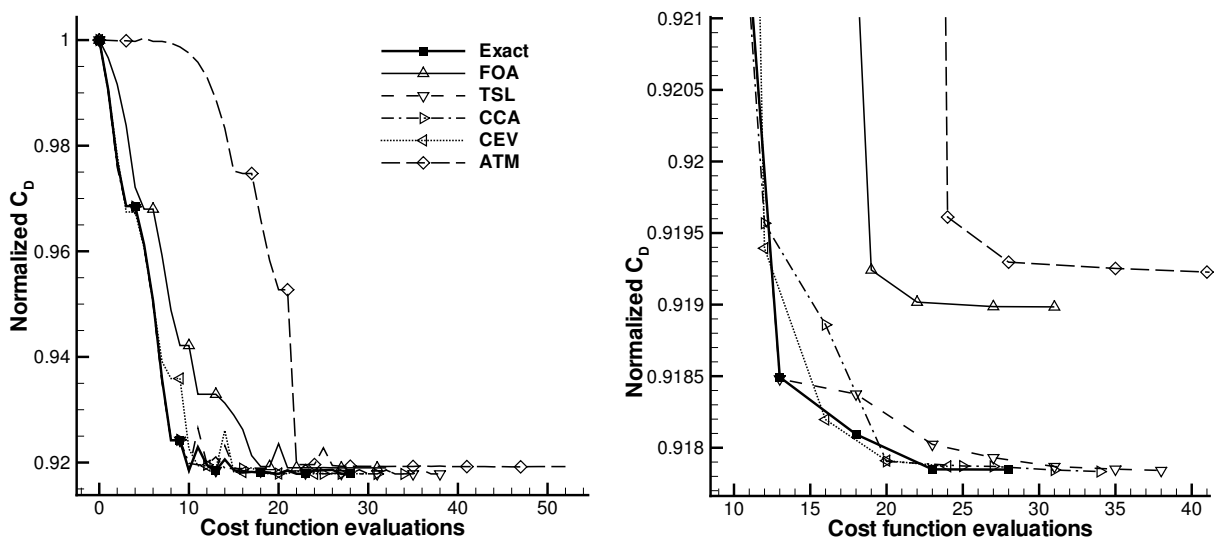 1
0.98
0.96
0.94
0.92
Normalized C_D
0 10 20 30 40 50
Cost function evaluations
Exact
FOA
TSL
CCA
CEV
ATM
0.921
0.9205
0.92
0.9195
0.919
0.9185
0.918
Normalized C_D
10 15 20 25 30 35 40
Cost function evaluations